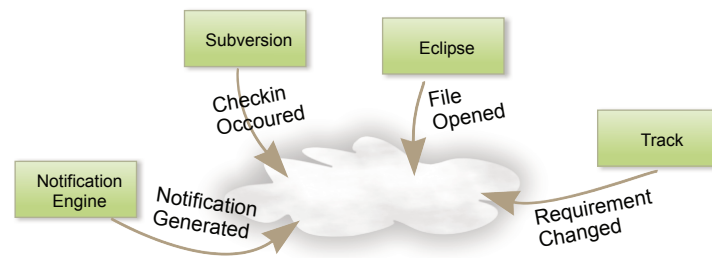 Subversion
Eclipse
Checkin
Occoured
File
Opened
Track
Notification
Engine
Notification
Generated
Requirement
Changed